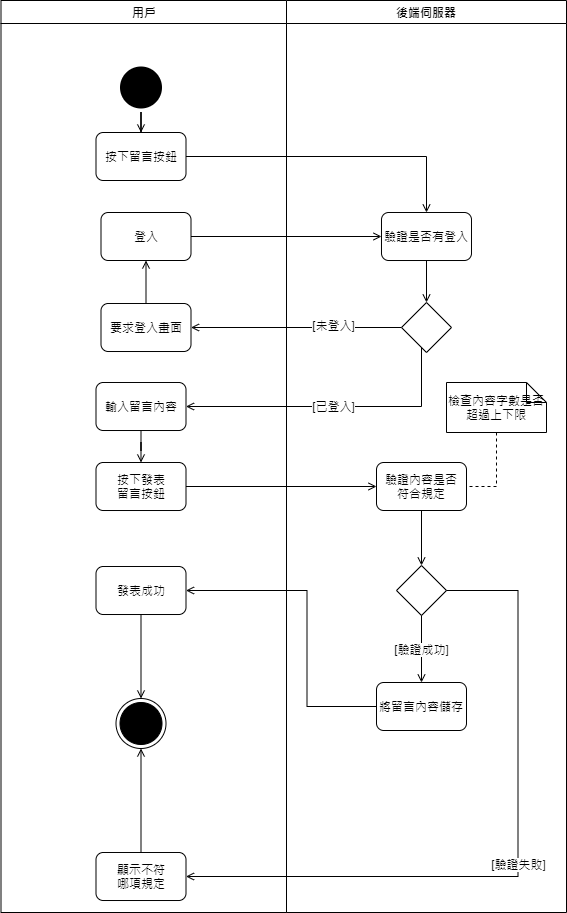 用戶
後端伺服器
按下留言按鈕
登入
驗證是否有登入
要求登入畫面
[未登入]
輸入留言內容
[已登入]
檢查內容字數是否
超過上下限
按下發表
留言按鈕
驗證內容是否
符合規定
發表成功
[驗證成功]
將留言內容儲存
[驗證失敗]
顯示不符
哪項規定